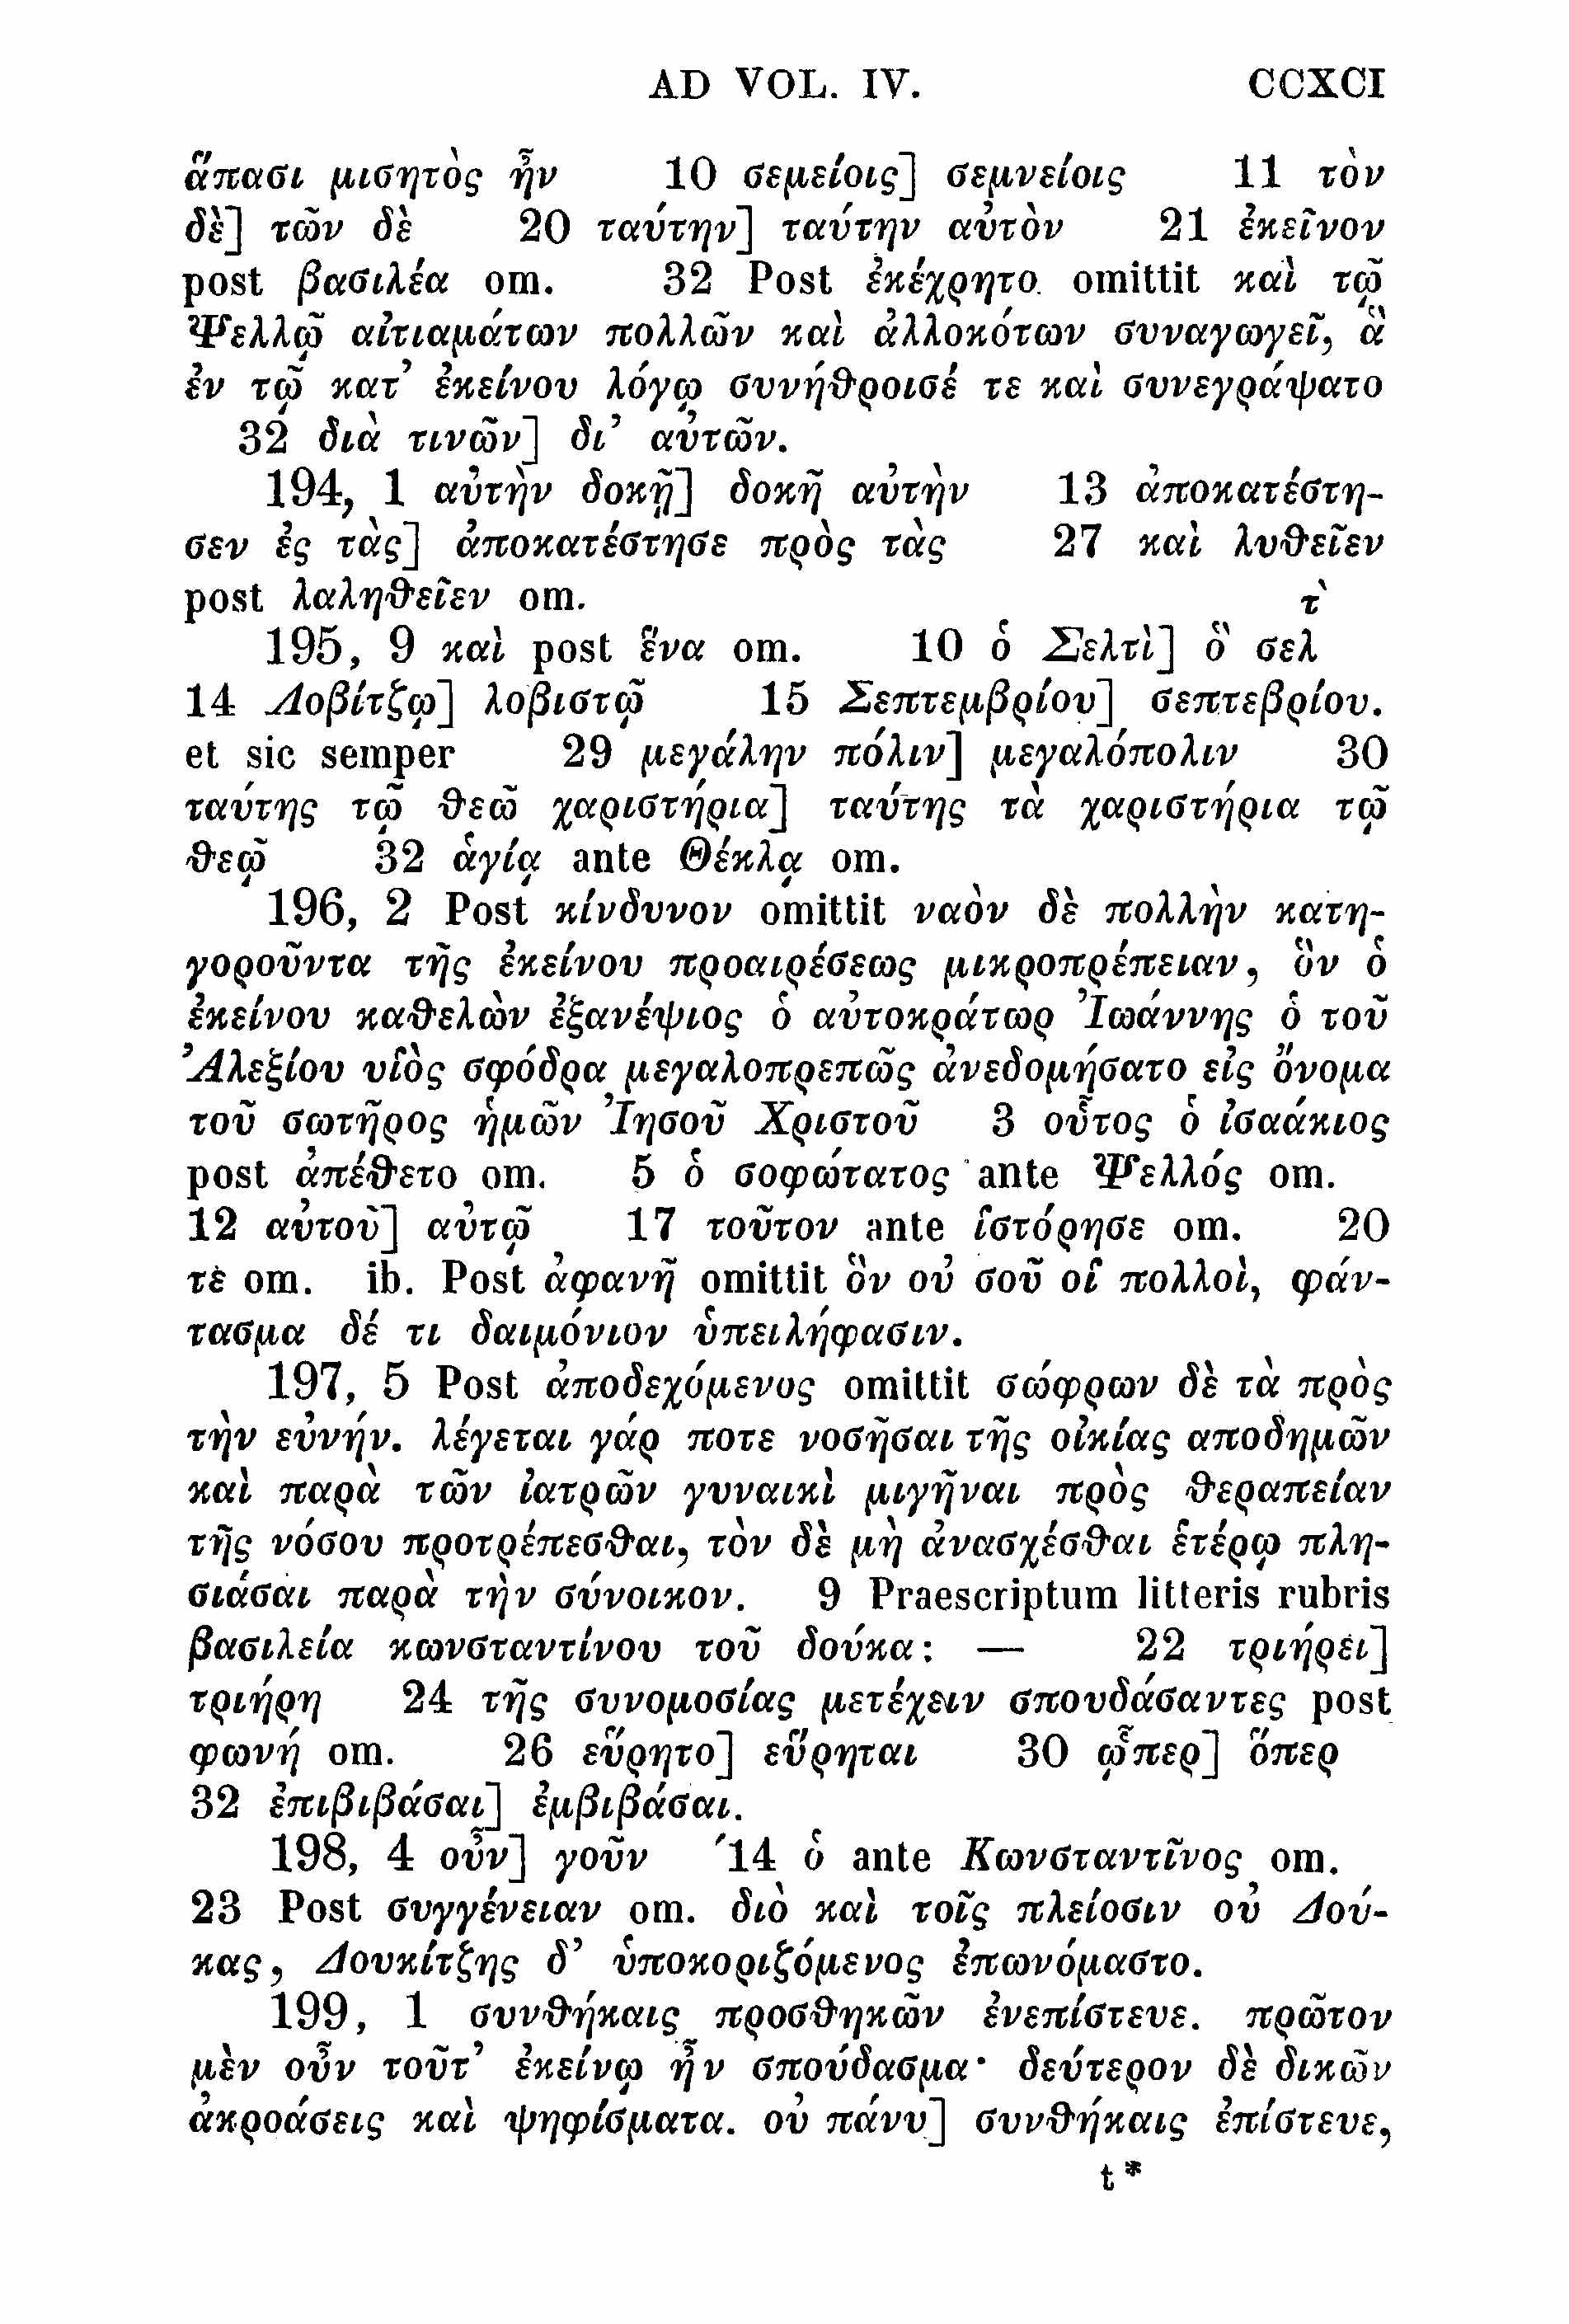 AD VOL. IV. CCXCI
ἅπασι μισητὸς ἦν 10 σεμείοις] σεμνείοις 11 τὸν
δὲ] τῶν δὲ 20 ταύτην] ταύτην αὐτὸν 21 ἐκεῖνον
post βασιλέα om. 32 Post ἐκέχρητο omittit καὶ τῷ
Ψελλῷ αἰτιαμάτων πολλῶν καὶ ἀλλοκότων συναγωγεῖ, ἃ
ἐν τῷ κατ’ ἐκείνου λόγῳ συνήθροισέ τε καὶ συνεγράψατο
32 διὰ τινῶν] δι’ αὐτῶν.
194, 1 αὐτὴν δοκῇ] δοκῆ αὐτὴν 13 ἀποκατέστη-
σεν ἐς τὰς] ἀποκατέστησε πρὸς τὰς 27 καὶ λυθεῖεν
post λαληθεῖεν om.
195, 9 καὶ post ἕνα om. 10 ὁ Σελτὶ] ὃ σελτ̀
14 Λοβίτζῳ] λοβιστῷ 15 Σεπτεμβρίου] σεπτεβρίου.
et sic semper 29 μεγάλην πόλιν] μεγαλόπολιν 30
ταύτης τῷ θεῶ χαριστήρια] ταύτης τὰ χαριστήρια τῷ
θεῷ 32 ἁγίᾳ ante Θέκλᾳ om.
196, 2 Post κίνδυνον omittit ναὸν δὲ πολλὴν κατη-
γοροῦντα τῆς ἐκείνου προαιρέσεως μικροπρέπειαν, ὃν ὁ
ἐκείνου καθελὼν ἐξανέψιος ὁ αὐτοκράτωρ Ἰωάννης ὁ τοῦ
Ἀλεξίου υἱὸς σφόδρα μεγαλοπρεπῶς ἀνεδομήσατο εἰς ὄνομα
τοῦ σωτῆρος ἡμῶν Ἰησοῦ Χριστοῦ 3 οὗτος ὁ ἰσαάκιος
post ἀπέθετο om. 5 ὁ σοφώτατος ante Ψελλός om.
12 αὐτοῦ] αὐτῷ 17 τοῦτον ante ἱστόρησε om. 20
τὲ om. ib. Post ἀφανῆ omittit ὃν οὐ σοῦ οἱ πολλοὶ, φάν-
τασμα δέ τι δαιμόνιον ὑπειλήφασιν.
197, 5 Post ἀποδεχόμενος omittit σώφρων δὲ τὰ πρὸς
τὴν εὐνήν. λέγεται γάρ ποτε νοσῆσαι τῆς οἰκίας αποδημῶν
καὶ παρὰ τῶν ἰατρῶν γυναικὶ μιγῆναι πρὸς θεραπείαν
τῆς νόσου προτρέπεσθαι, τὸν δὲ μὴ ἀνασχέσθαι ἑτέρῳ πλη-
σιάσαι παρὰ τὴν σύνοικον. 9 Praescriptum litteris rubris
βασιλεία κωνσταντίνου τοῦ δούκα: — 22 τριήρει]
τριήρη 24 τῆς συνομοσίας μετέχειν σπουδάσαντες post
φωνή om. 26 εὕρητο] εὕρηται 30 ᾧπερ] ὅπερ
32 ἐπιβιβάσαι] ἐμβιβάσαι.
198, 4 οὖν] γοῦν 14 ὁ ante Κωνσταντῖνος om.
23 Post συγγένειαν om. διὸ καὶ τοῖς πλείοσιν οὐ Δού-
κας, Δουκίτζης δ’ ὑποκοριζόμενος ἐπωνόμαστο.
199, 1 συνθήκαις προσθηκῶν ἐνεπίστευε. πρῶτον
μὲν οὖν τοῦτ’ ἐκείνῳ ἦν σπούδασμα· δεύτερον δὲ δικῶν
ἀκροάσεις καὶ ψηφίσματα. οὐ πάνυ] συνθήκαις ἐπίστευε,
t*